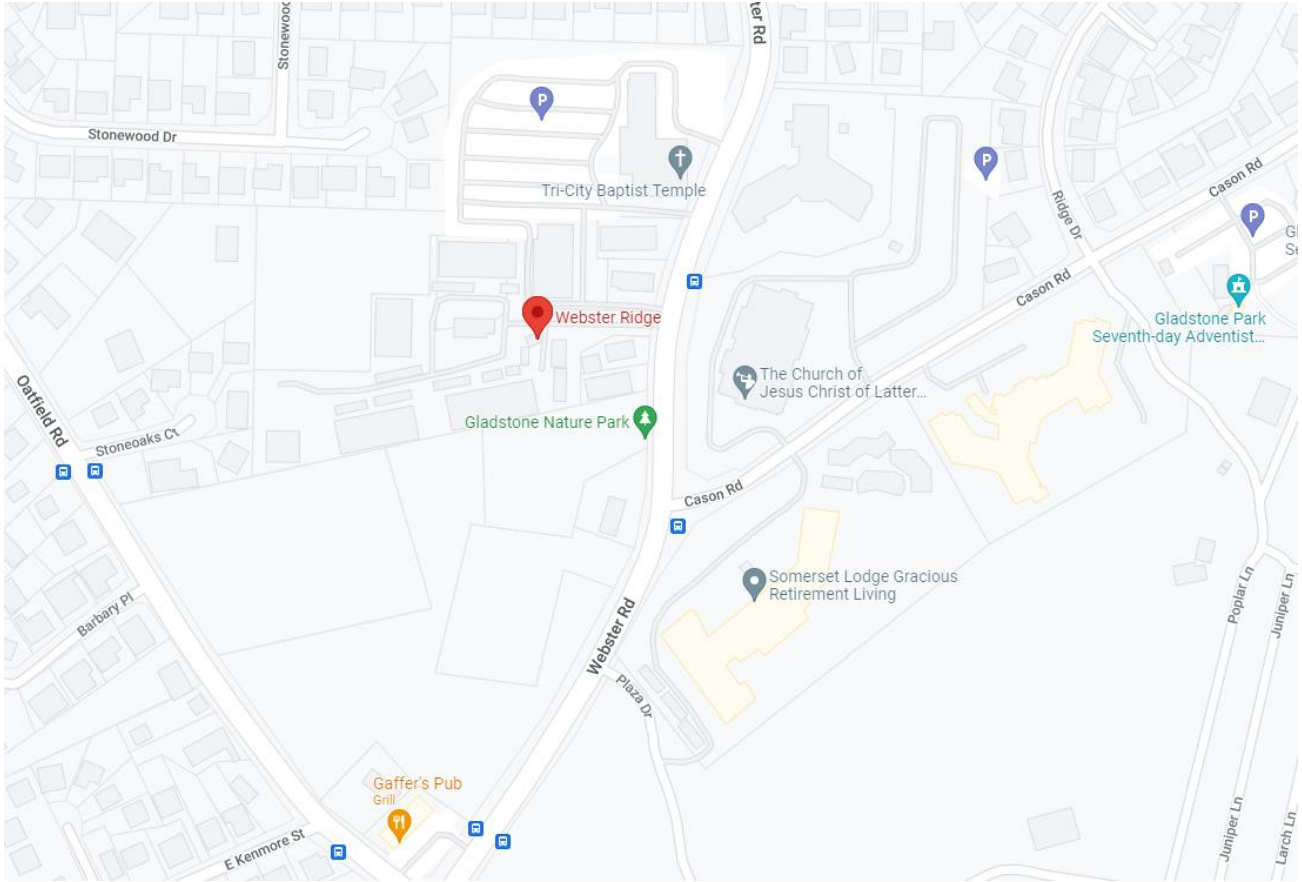 Stonewood
ter Rd
Stonewood Dr
P
P
Tri-City Baptist Temple
Cason Rd
Ridge Dr
P
Gl
Se
Cason Rd
Webster Ridge
Gladstone Park
Seventh-day Adventist...
The Church of
Jesus Christ of Latter...
Oatfield Rd
Gladstone Nature Park
Stoneoaks Ct
Cason Rd
Somerset Lodge Gracious
Retirement Living
Barbary Pl
Webster Rd
Poplar Ln
Juniper Ln
Plaza Dr
Gaffer's Pub
Grill
E Kenmore St
Juniper Ln
Larch Ln